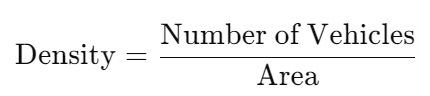 Density = Number of Vehicles / Area